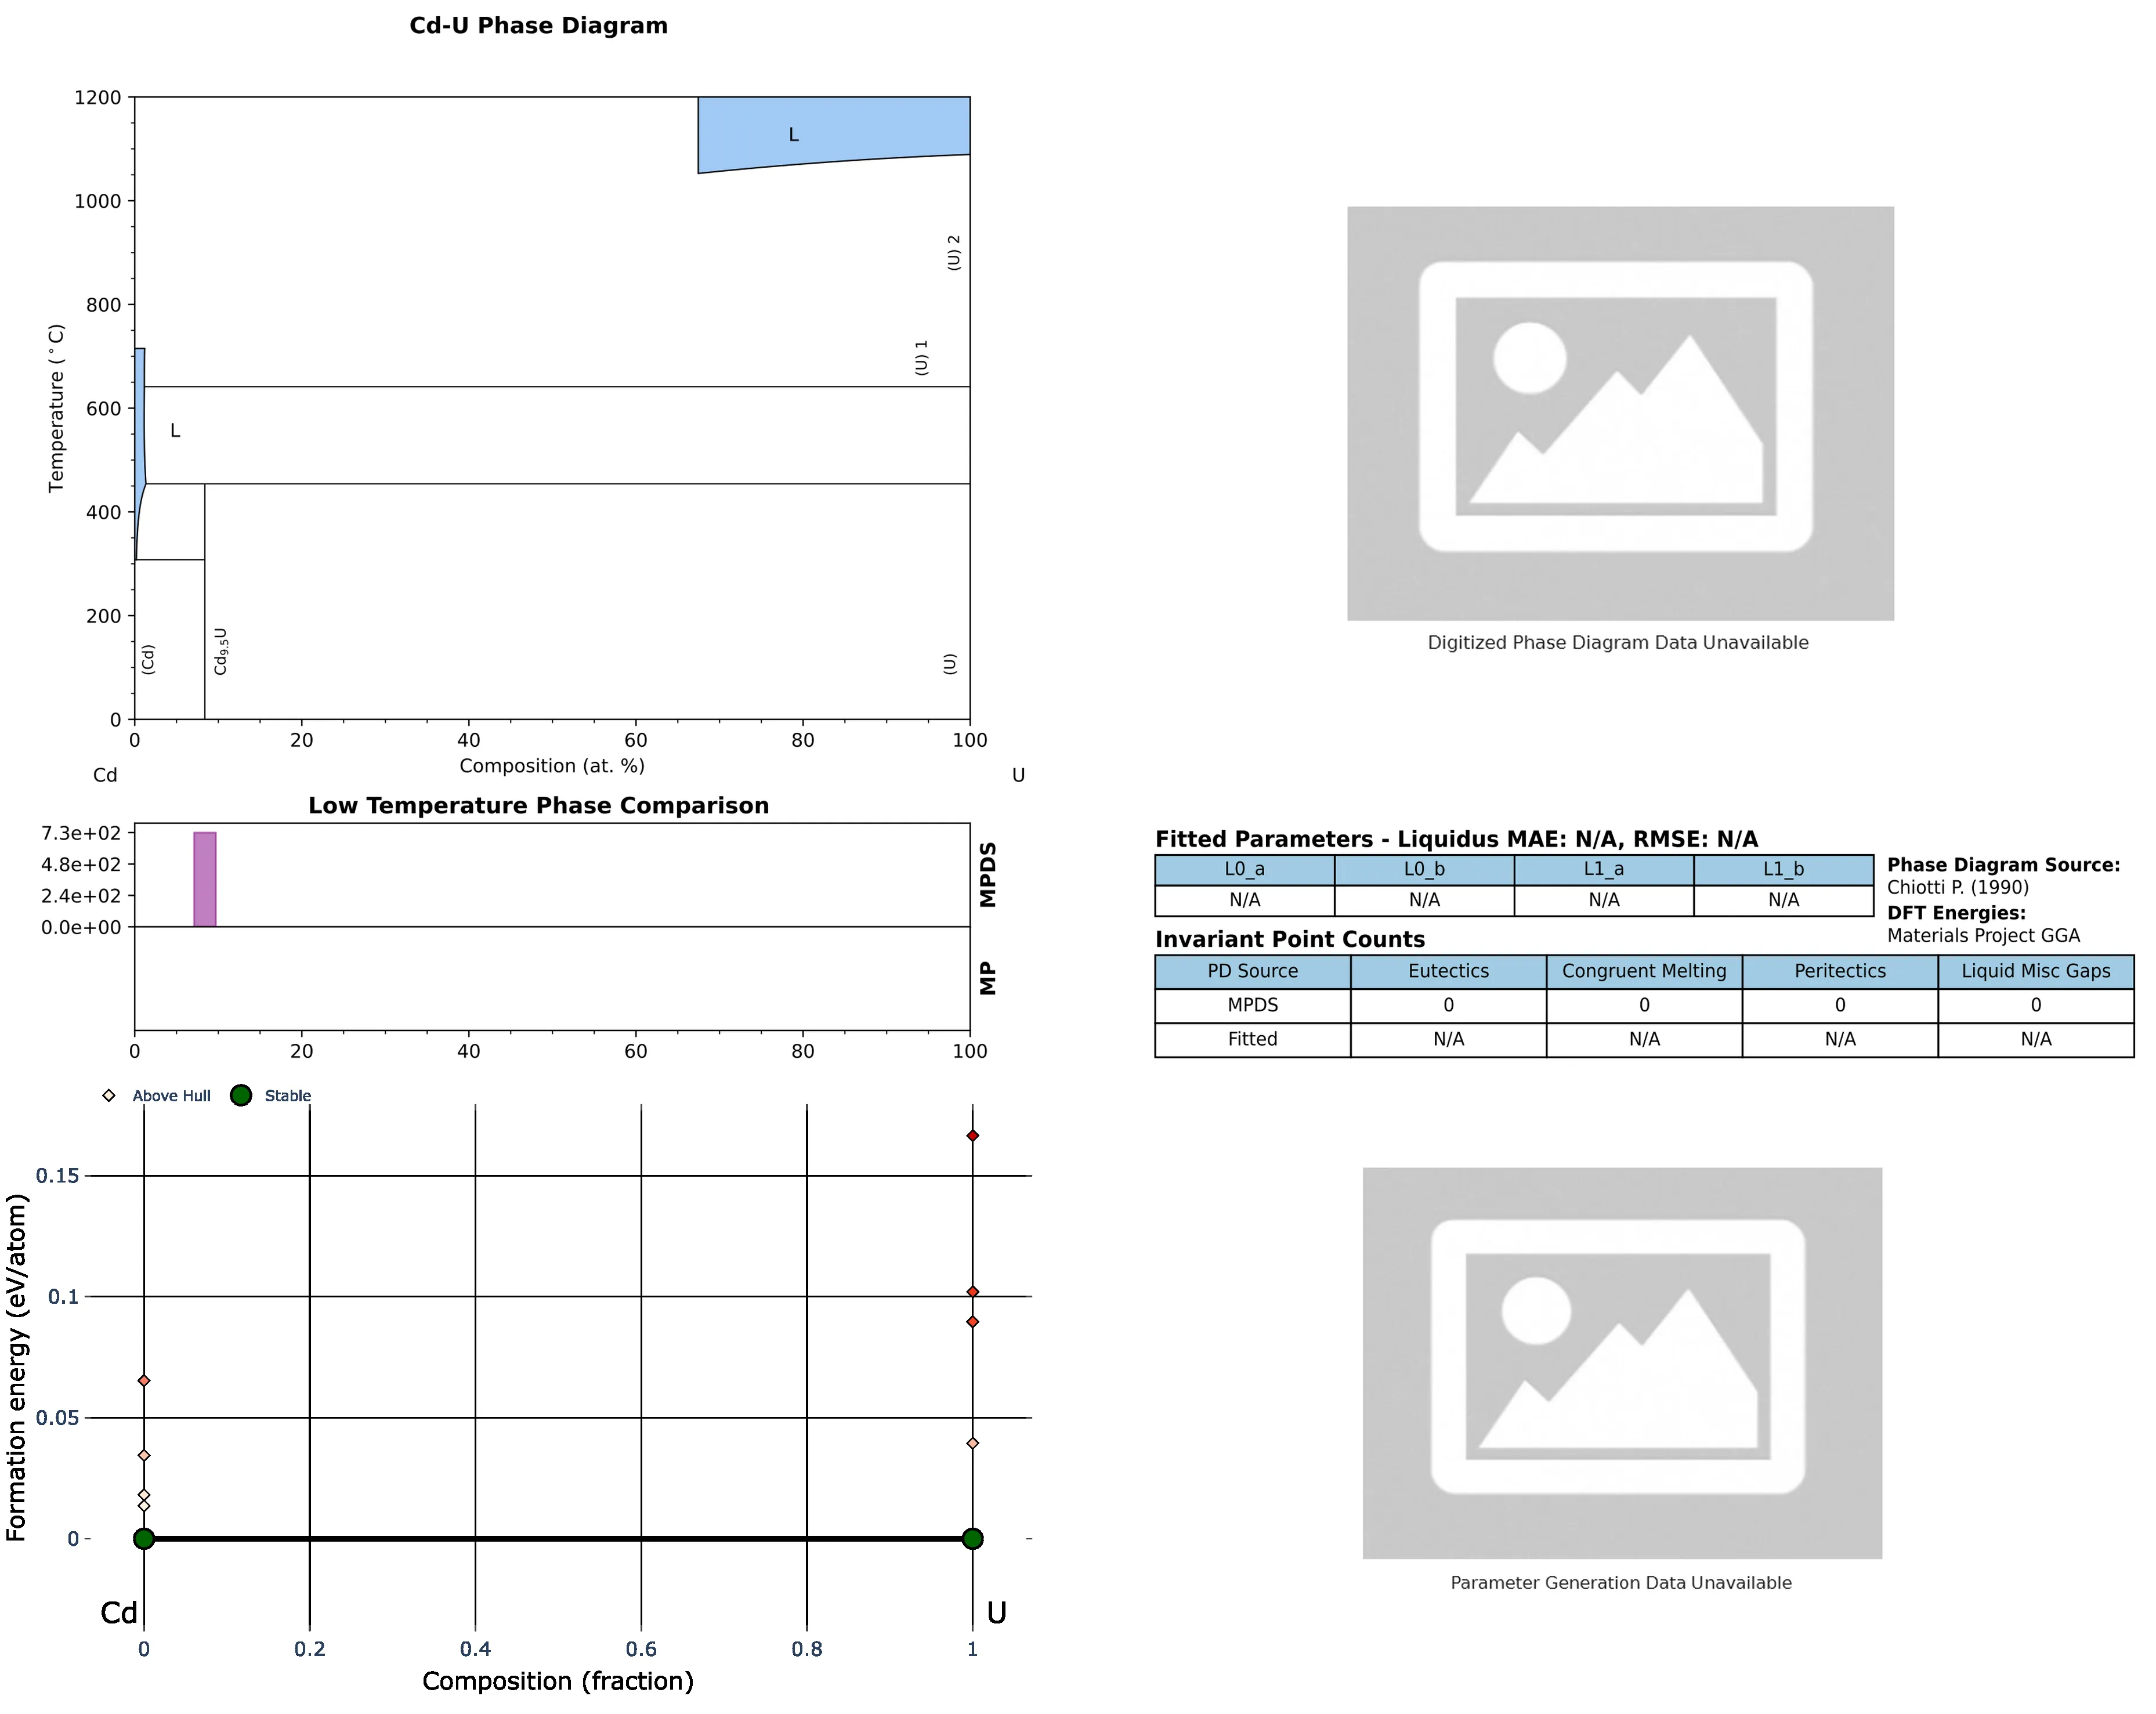 Cd-U Phase Diagram
1200
1000
800
600
400
200
0
Temperature (°C)
L
(U) 2
(U) 1
L
(Cd)
Cd9.5U
(U)
0 20 40 60 80 100
Composition (at. %)
Cd U
Digitized Phase Diagram Data Unavailable
Low Temperature Phase Comparison
7.3e+02
4.8e+02
2.4e+02
0.0e+00
MPDS
MP
0 20 40 60 80 100
Fitted Parameters - Liquidus MAE: N/A, RMSE: N/A
L0_a L0_b L1_a L1_b
N/A N/A N/A N/A
Phase Diagram Source:
Chiotti P. (1990)
DFT Energies:
Materials Project GGA
Invariant Point Counts
PD Source Eutectics Congruent Melting Peritectics Liquid Misc Gaps
MPDS 0 0 0 0
Fitted N/A N/A N/A N/A
Above Hull Stable
0.15
0.1
0.05
0
Formation energy (eV/atom)
Cd U
0 0.2 0.4 0.6 0.8 1
Composition (fraction)
Parameter Generation Data Unavailable